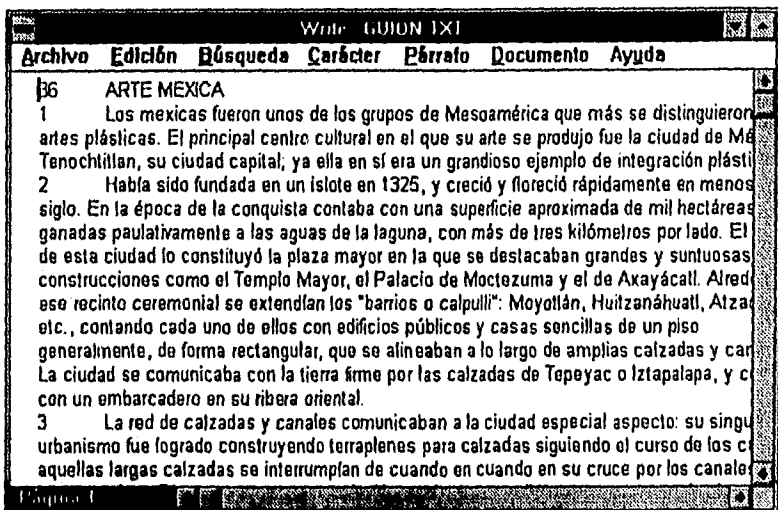 Write GUION TXT
Archivo Edición Búsqueda Carácter Párrafo Documento Ayuda
36 ARTE MEXICA
1 Los mexicas fueron unos de los grupos de Mesoamérica que más se distinguieron
artes plásticas. El principal centro cultural en el que su arte se produjo fue la ciudad de Mé
Tenochtitlan, su ciudad capital; ya ella en sí era un grandioso ejemplo de integración plásti
2 Había sido fundada en un islote en 1325, y creció y floreció rápidamente en menos
siglo. En la época de la conquista contaba con una superficie aproximada de mil hectáreas
ganadas paulatinamente a las aguas de la laguna, con más de tres kilómetros por lado. El
de esta ciudad lo constituyó la plaza mayor en la que se destacaban grandes y suntuosas
construcciones como el Templo Mayor, el Palacio de Moctezuma y el de Axayácatl. Alred
ese recinto ceremonial se extendían los "barrios o calpulli": Moyotlán, Huitzanáhuatl, Atza
etc., contando cada uno de ellos con edificios públicos y casas sencillas de un piso
generalmente, de forma rectangular, que se alineaban a lo largo de amplias calzadas y can
La ciudad se comunicaba con la tierra firme por las calzadas de Tepeyac o Iztapalapa, y c
con un embarcadero en su ribera oriental.
3 La red de calzadas y canales comunicaban a la ciudad especial aspecto: su singu
urbanismo fue logrado construyendo terraplenes para calzadas siguiendo el curso de los c
aquellas largas calzadas se interrumpían de cuando en cuando en su cruce por los canales
Página 1